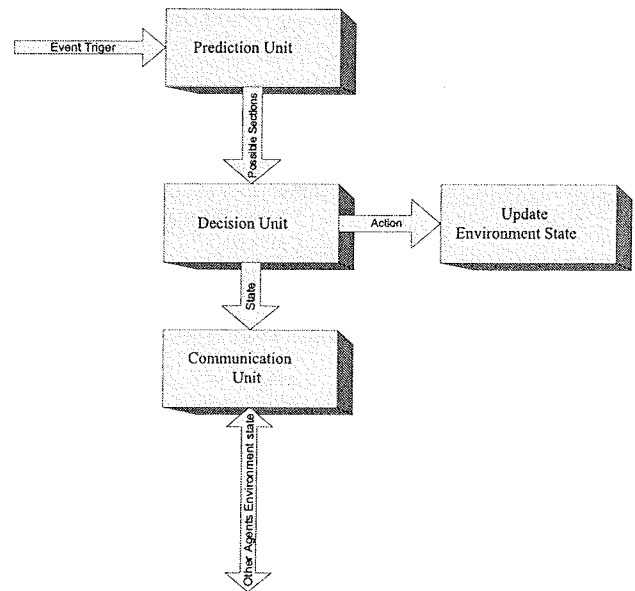 Event Triger
Prediction Unit
Possible Sections
Decision Unit
Action
Update
Environment State
State
Communication
Unit
Other Agents Environment state